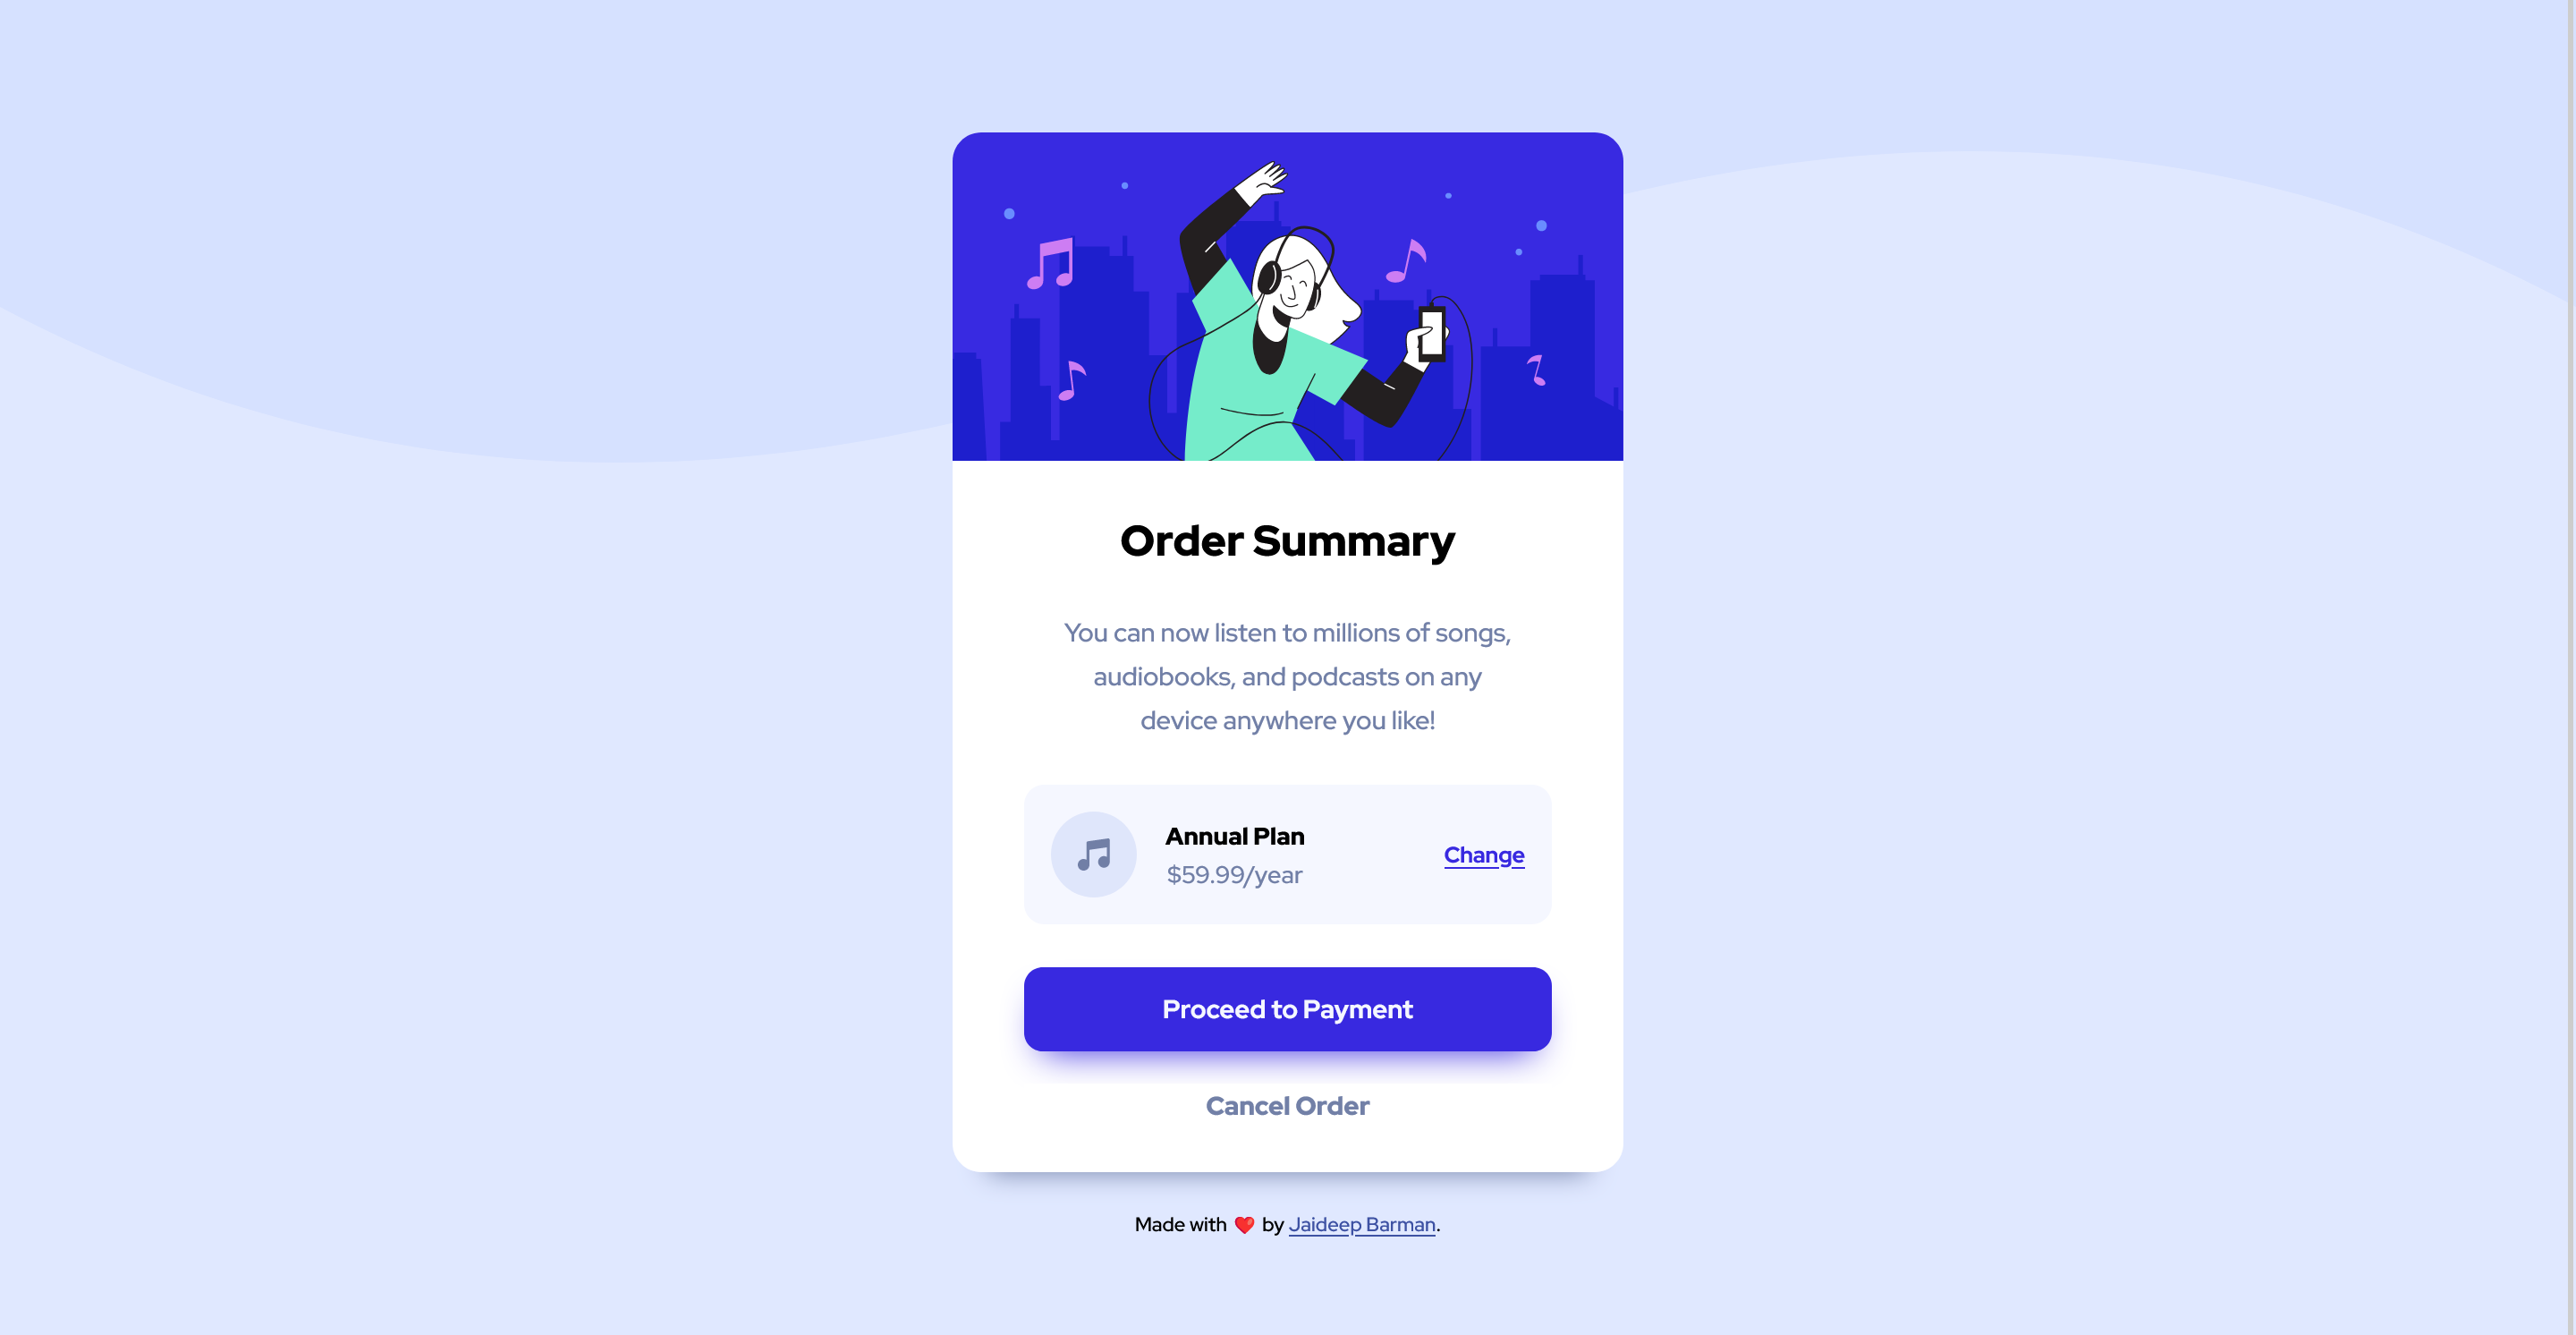 Order Summary
You can now listen to millions of songs,
audiobooks, and podcasts on any
device anywhere you like!
Annual Plan
$59.99/year
Change
Proceed to Payment
Cancel Order
Made with ❤️ by Jaideep Barman.